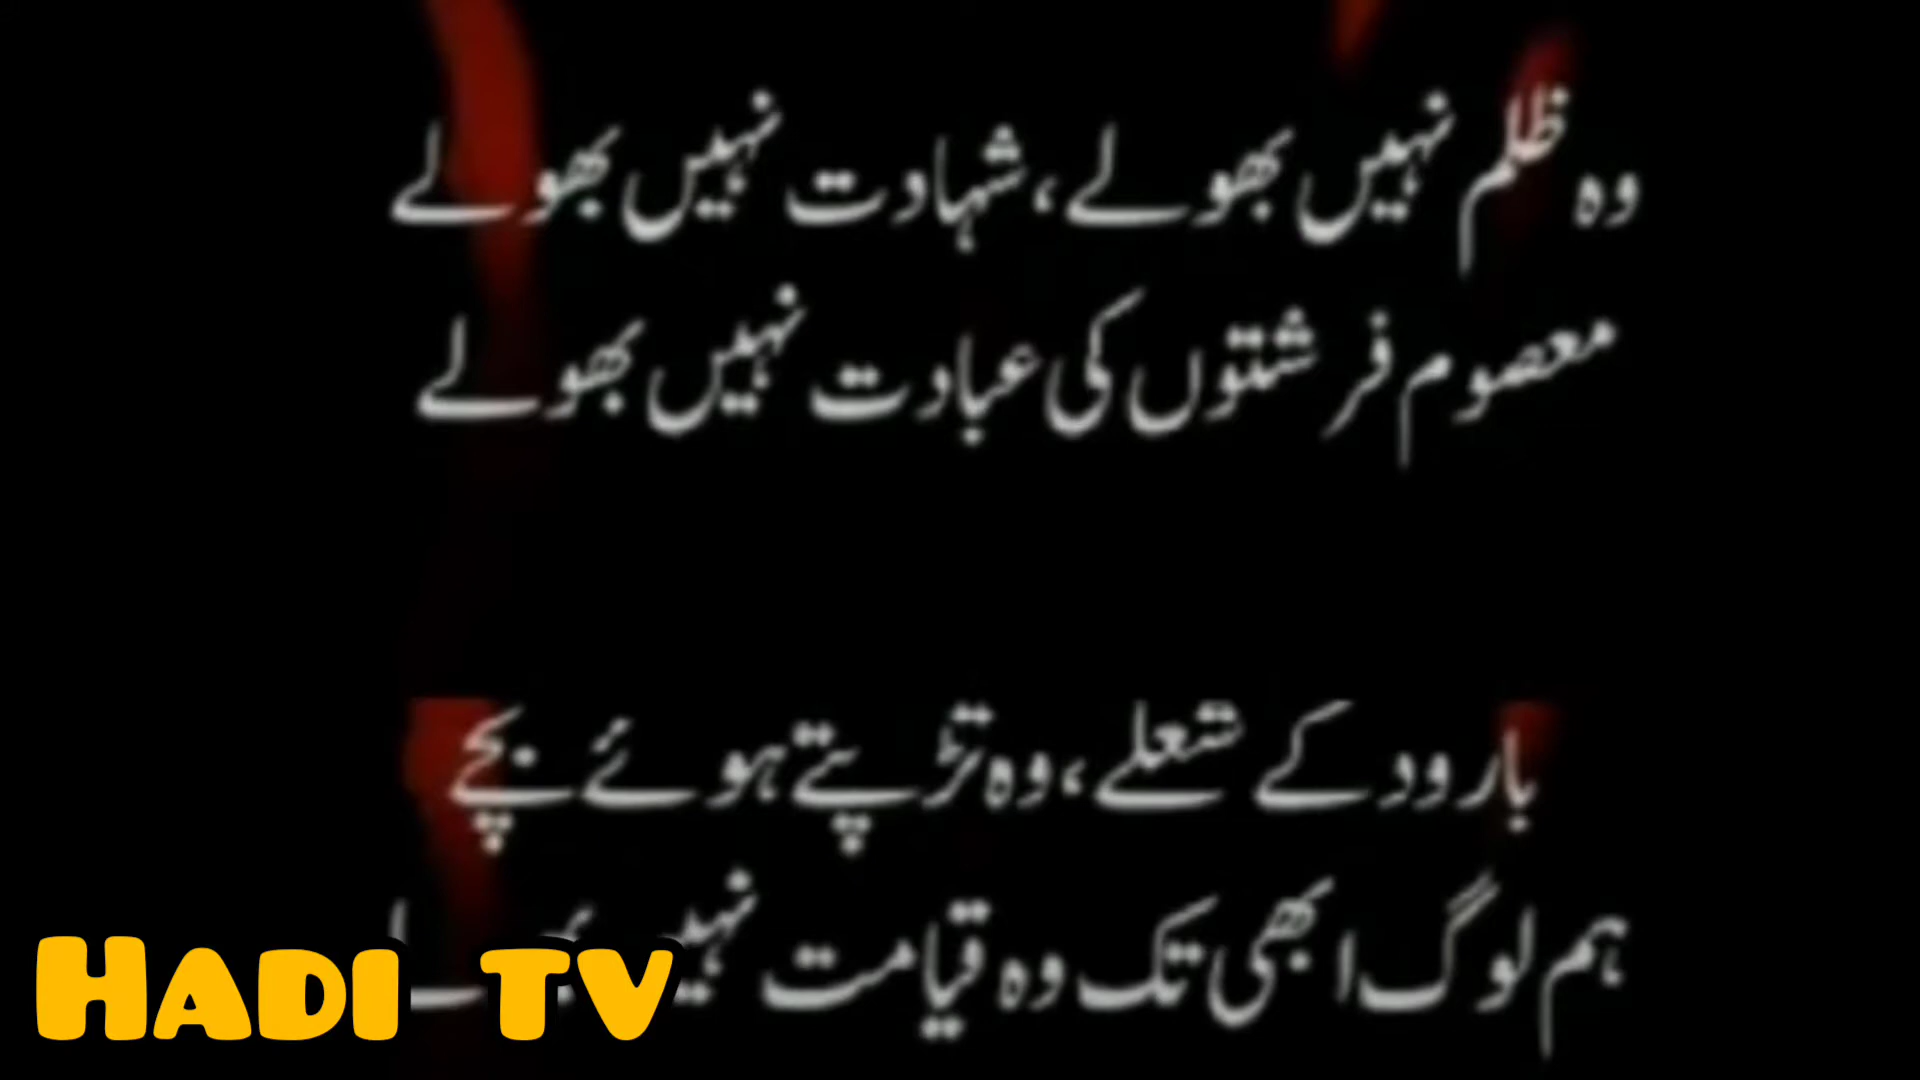 وہ ظلم نہیں بھولے، شہادت نہیں بھولے
معصوم فرشتوں کی عبادت نہیں بھولے
بارود کے شعلے، وہ تڑپتے ہوئے بچے
ہم لوگ ابھی تک وہ قیامت نہیں
HADI TV